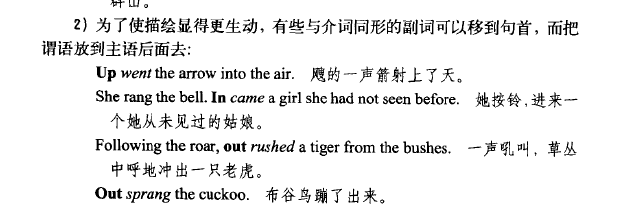 2）为了使描绘显得更生动，有些与介词同形的副词可以移到句首，而把
谓语放到主语后面去：
Up went the arrow into the air. 飕的一声箭射上了天。
She rang the bell. In came a girl she had not seen before. 她按铃，进来一
个她从未见过的姑娘。
Following the roar, out rushed a tiger from the bushes. 一声吼叫，草丛
中呼地冲出一只老虎。
Out sprang the cuckoo. 布谷鸟蹦了出来。